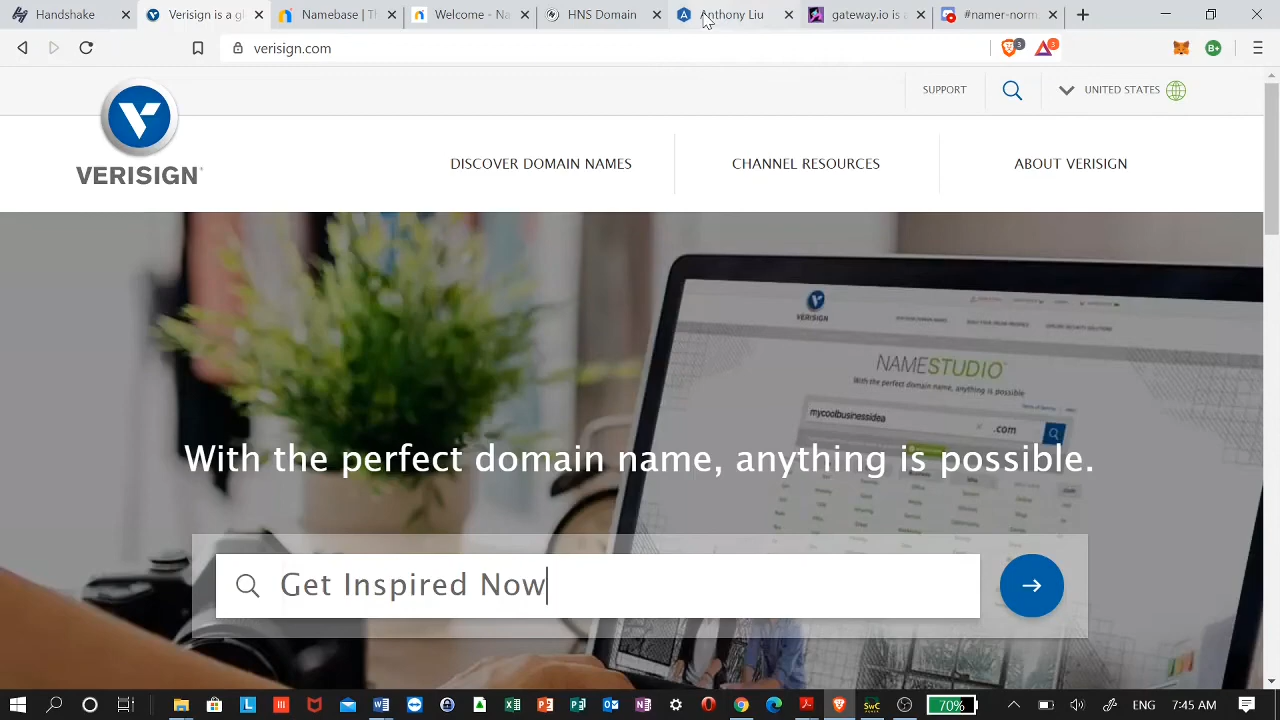 Handshake
Verisign is a gl
Namebase | T
Welcome - Na
HNS Domain
Anthony Liu
gateway.io is a
#namer-norm
verisign.com
3
3
B+
SUPPORT
UNITED STATES
VERISIGN
DISCOVER DOMAIN NAMES
CHANNEL RESOURCES
ABOUT VERISIGN
VERISIGN
NAMESTUDIO
With the perfect domain name, anything is possible
mycoolbusinessidea
.com
With the perfect domain name, anything is possible.
Get Inspired Now
70%
ENG
7:45 AM